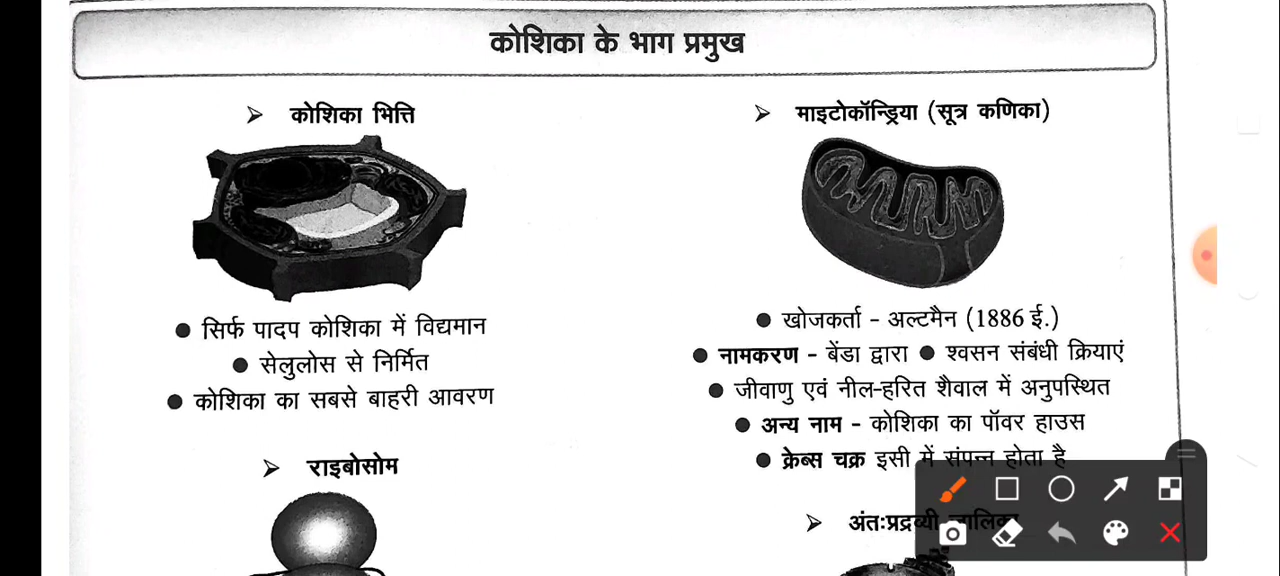 कोशिका के भाग प्रमुख
कोशिका भित्ति
सिर्फ पादप कोशिका में विद्यमान
सेलुलोस से निर्मित
कोशिका का सबसे बाहरी आवरण
राइबोसोम
माइटोकॉन्ड्रिया (सूत्र कणिका)
खोजकर्ता - अल्टमैन (1886 ई.)
नामकरण - बेंडा द्वारा ● श्वसन संबंधी क्रियाएं
जीवाणु एवं नील-हरित शैवाल में अनुपस्थित
अन्य नाम - कोशिका का पॉवर हाउस
क्रेब्स चक्र इसी में संपन्न होता है
अंतःप्रद्रव्यी जालिका